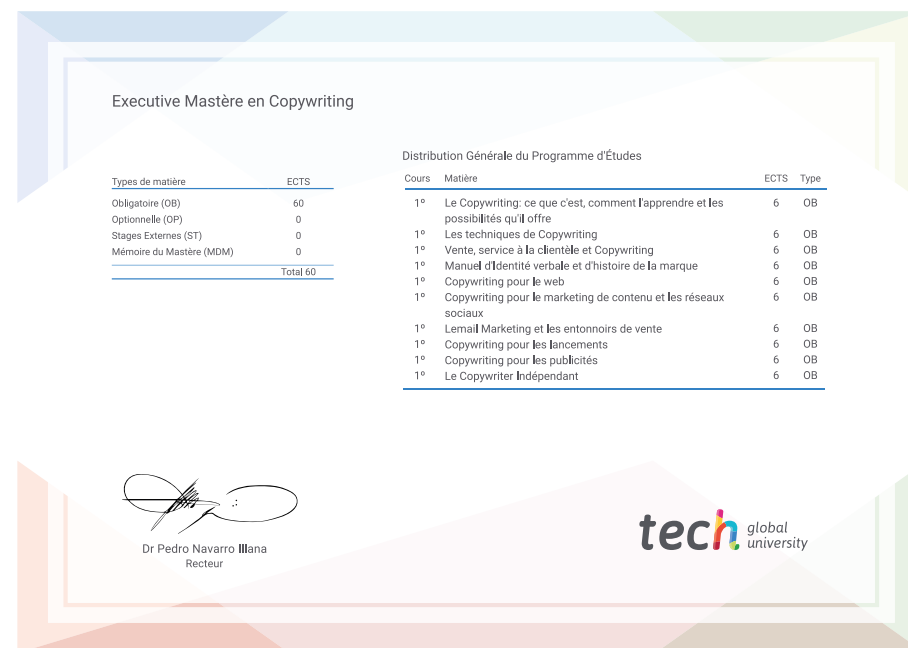 Executive Mastère en Copywriting
Types de matière ECTS
Obligatoire (OB) 60
Optionnelle (OP) 0
Stages Externes (ST) 0
Mémoire du Mastère (MDM) 0
Total 60
Distribution Générale du Programme d'Études
Cours Matière ECTS Type
1º Le Copywriting: ce que c'est, comment l'apprendre et les 6 OB
possibilités qu'il offre
1º Les techniques de Copywriting 6 OB
1º Vente, service à la clientèle et Copywriting 6 OB
1º Manuel d'Identité verbale et d'histoire de la marque 6 OB
1º Copywriting pour le web 6 OB
1º Copywriting pour le marketing de contenu et les réseaux 6 OB
sociaux
1º Lemail Marketing et les entonnoirs de vente 6 OB
1º Copywriting pour les lancements 6 OB
1º Copywriting pour les publicités 6 OB
1º Le Copywriter Indépendant 6 OB
Dr Pedro Navarro Illana
Recteur
tech global
university